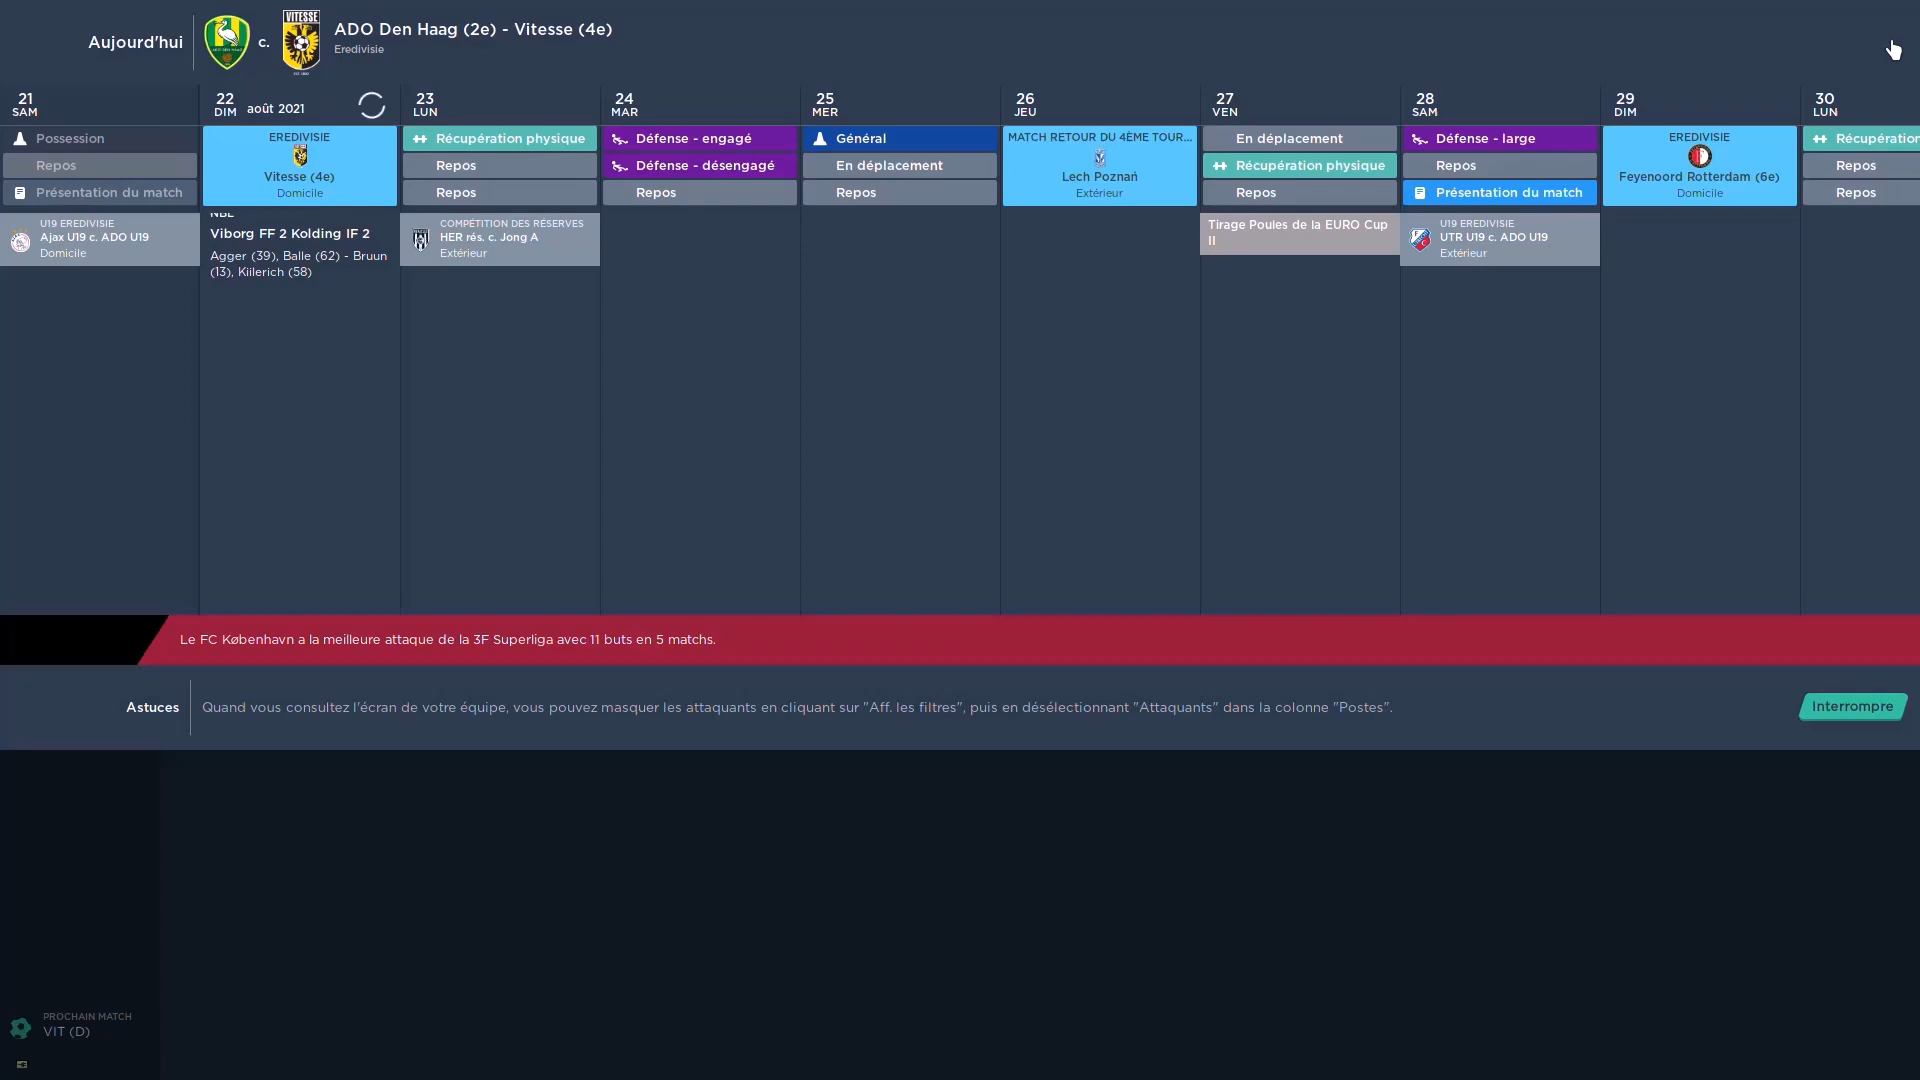 Aujourd'hui
c.
VITESSE
ADO Den Haag (2e) - Vitesse (4e)
Eredivisie
21
SAM
Possession
Repos
Présentation du match
U19 EREDIVISIE
Ajax U19 c. ADO U19
Domicile
22
DIM août 2021
EREDIVISIE
Vitesse (4e)
Domicile
NBL
Viborg FF 2 Kolding IF 2
Agger (39), Balle (62) - Bruun
(13), Kiilerich (58)
23
LUN
Récupération physique
Repos
Repos
COMPÉTITION DES RÉSERVES
HER rés. c. Jong A
Extérieur
24
MAR
Défense - engagé
Défense - désengagé
Repos
25
MER
Général
En déplacement
Repos
26
JEU
MATCH RETOUR DU 4ÈME TOUR...
Lech Poznań
Extérieur
27
VEN
En déplacement
Récupération physique
Repos
Tirage Poules de la EURO Cup
II
28
SAM
Défense - large
Repos
Présentation du match
U19 EREDIVISIE
UTR U19 c. ADO U19
Extérieur
29
DIM
EREDIVISIE
Feyenoord Rotterdam (6e)
Domicile
30
LUN
Récupération
Repos
Repos
Le FC København a la meilleure attaque de la 3F Superliga avec 11 buts en 5 matchs.
Astuces
Quand vous consultez l'écran de votre équipe, vous pouvez masquer les attaquants en cliquant sur "Aff. les filtres", puis en désélectionnant "Attaquants" dans la colonne "Postes".
Interrompre
PROCHAIN MATCH
VIT (D)